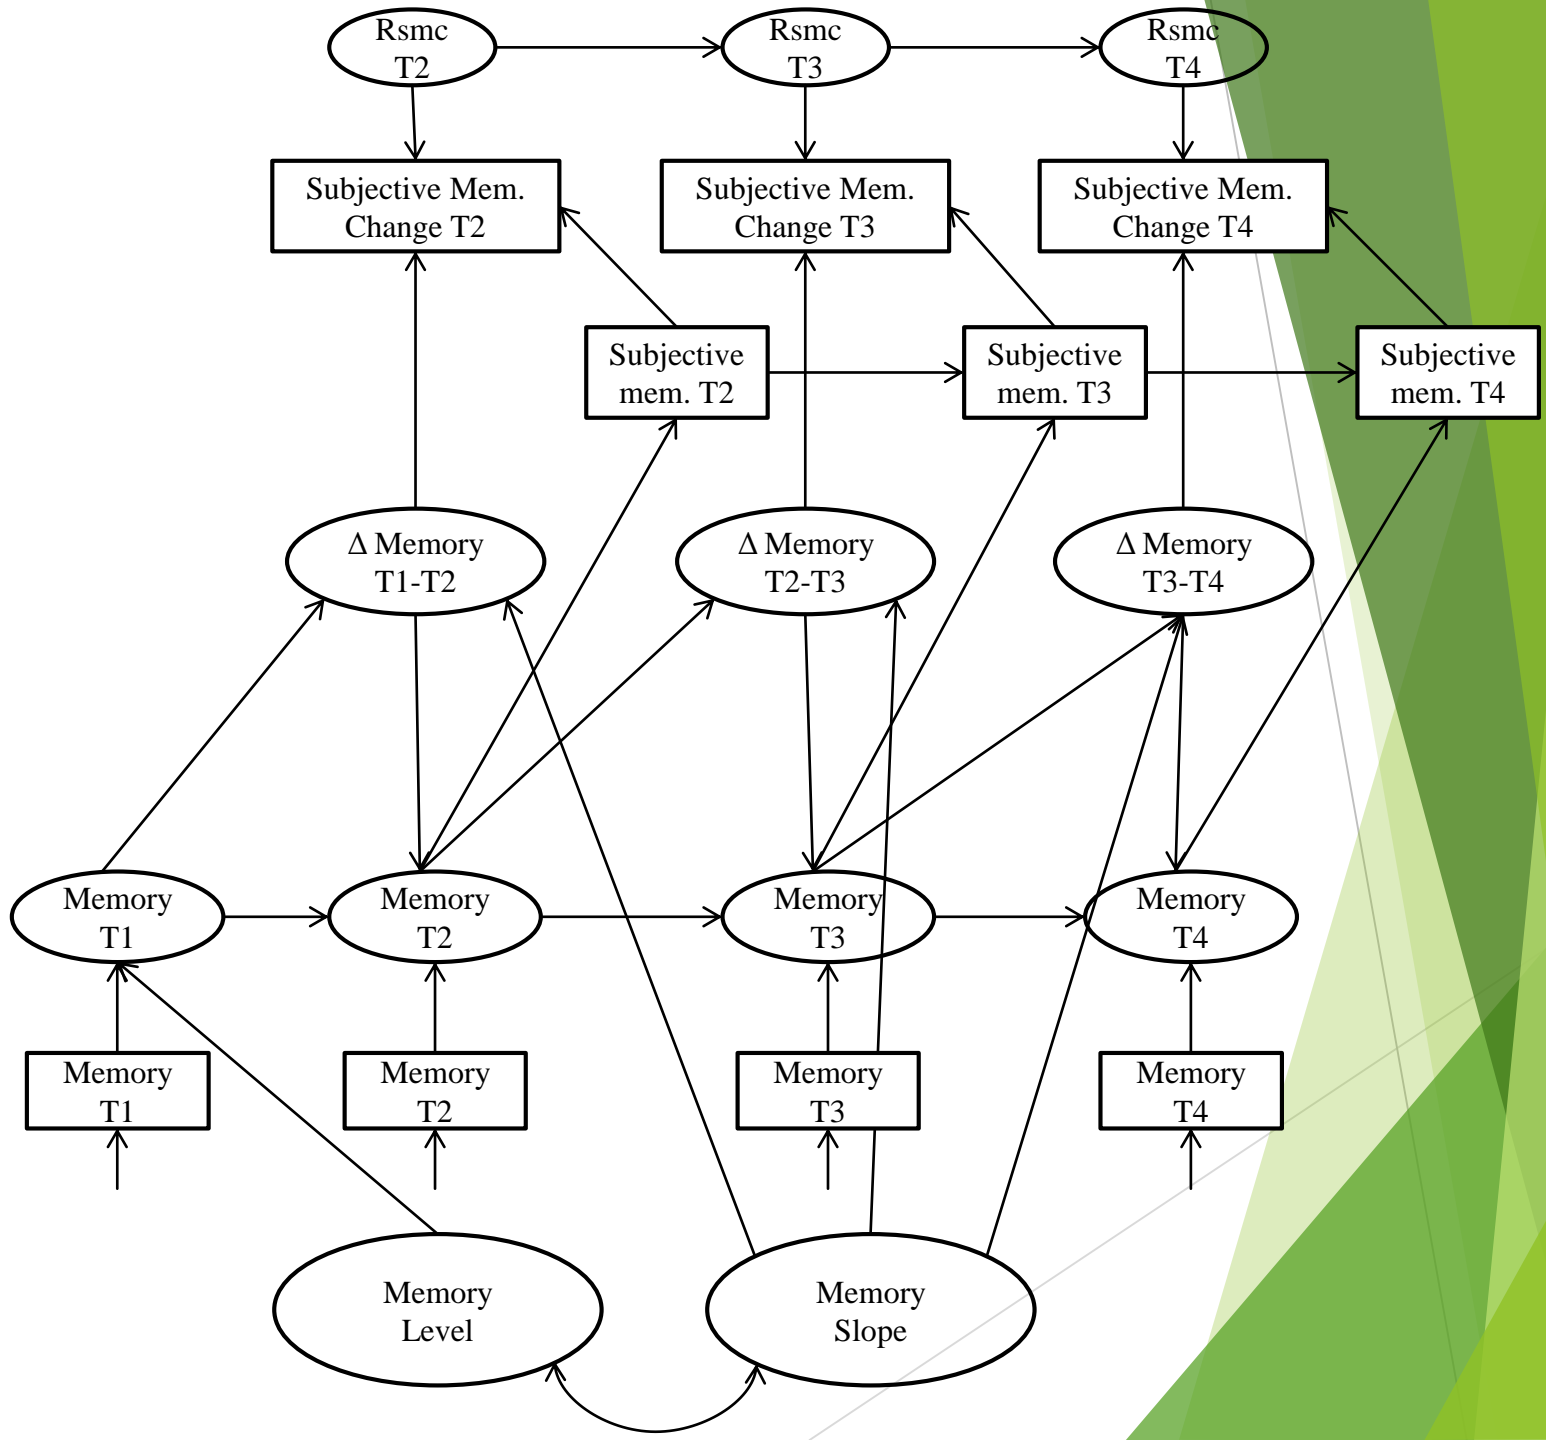 Rsmc
T2
Rsmc
T3
Rsmc
T4
Subjective Mem.
Change T2
Subjective Mem.
Change T3
Subjective Mem.
Change T4
Subjective
mem. T2
Subjective
mem. T3
Subjective
mem. T4
Δ Memory
T1-T2
Δ Memory
T2-T3
Δ Memory
T3-T4
Memory
T1
Memory
T2
Memory
T3
Memory
T4
Memory
T1
Memory
T2
Memory
T3
Memory
T4
Memory
Level
Memory
Slope